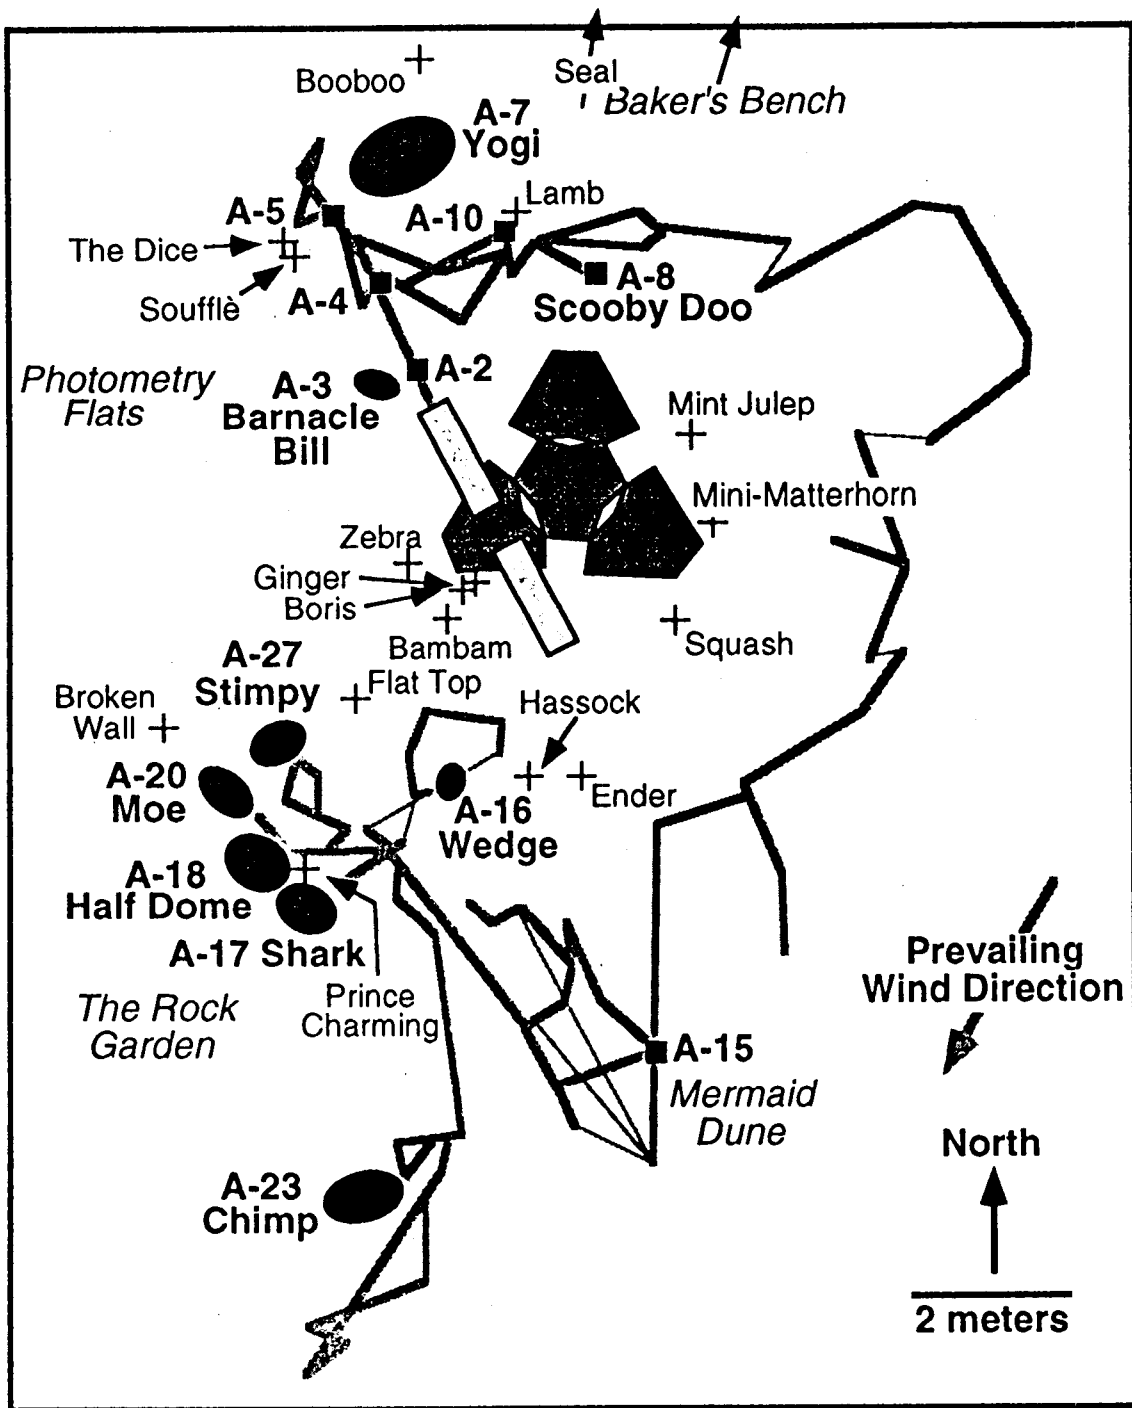 Booboo
Seal
Baker's Bench
A-7
Yogi
Lamb
A-5
A-10
The Dice
A-8
Soufflè
A-4
Scooby Doo
Photometry
Flats
A-3
A-2
Barnacle
Bill
Mint Julep
Mini-Matterhorn
Zebra
Ginger
Boris
Bambam
Squash
A-27
Stimpy
Flat Top
Broken
Wall
Hassock
A-20
Moe
Ender
A-16
Wedge
A-18
Half Dome
A-17 Shark
Prince
Charming
The Rock
Garden
Prevailing
Wind Direction
A-15
Mermaid
Dune
North
A-23
Chimp
2 meters